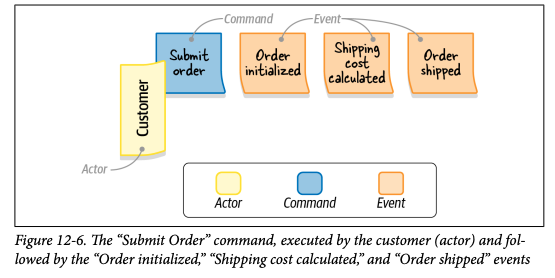 Command
Event
Submit
order
Order
initialized
Shipping
cost
calculated
Order
shipped
Customer
Actor
Actor
Command
Event
Figure 12-6. The “Submit Order” command, executed by the customer (actor) and fol-
lowed by the “Order initialized,” “Shipping cost calculated,” and “Order shipped” events